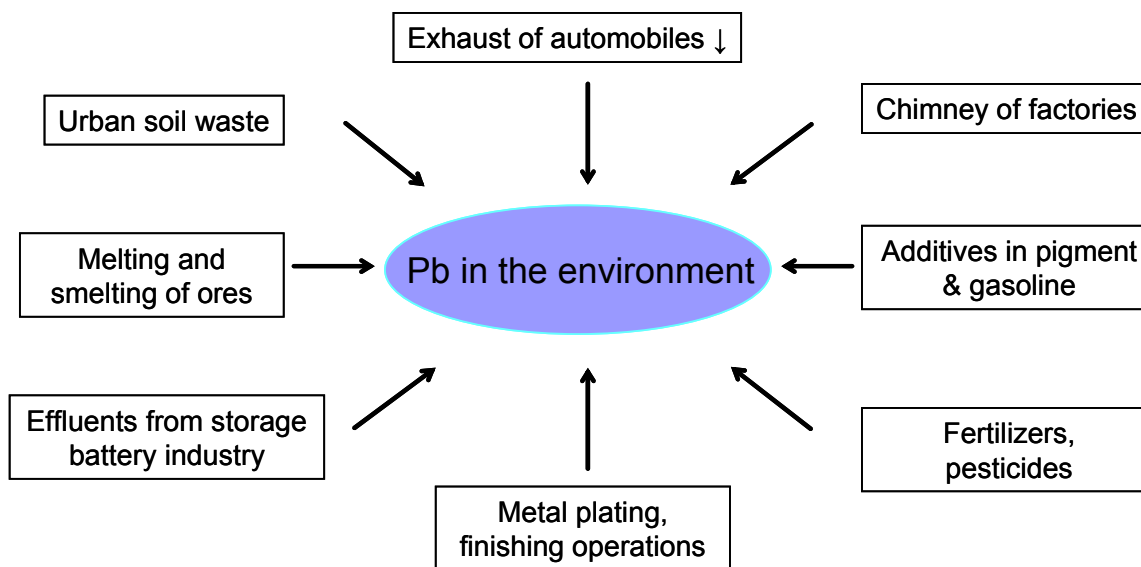 Exhaust of automobiles ↓
Urban soil waste
Chimney of factories
Melting and
smelting of ores
Pb in the environment
Additives in pigment
& gasoline
Effluents from storage
battery industry
Fertilizers,
pesticides
Metal plating,
finishing operations